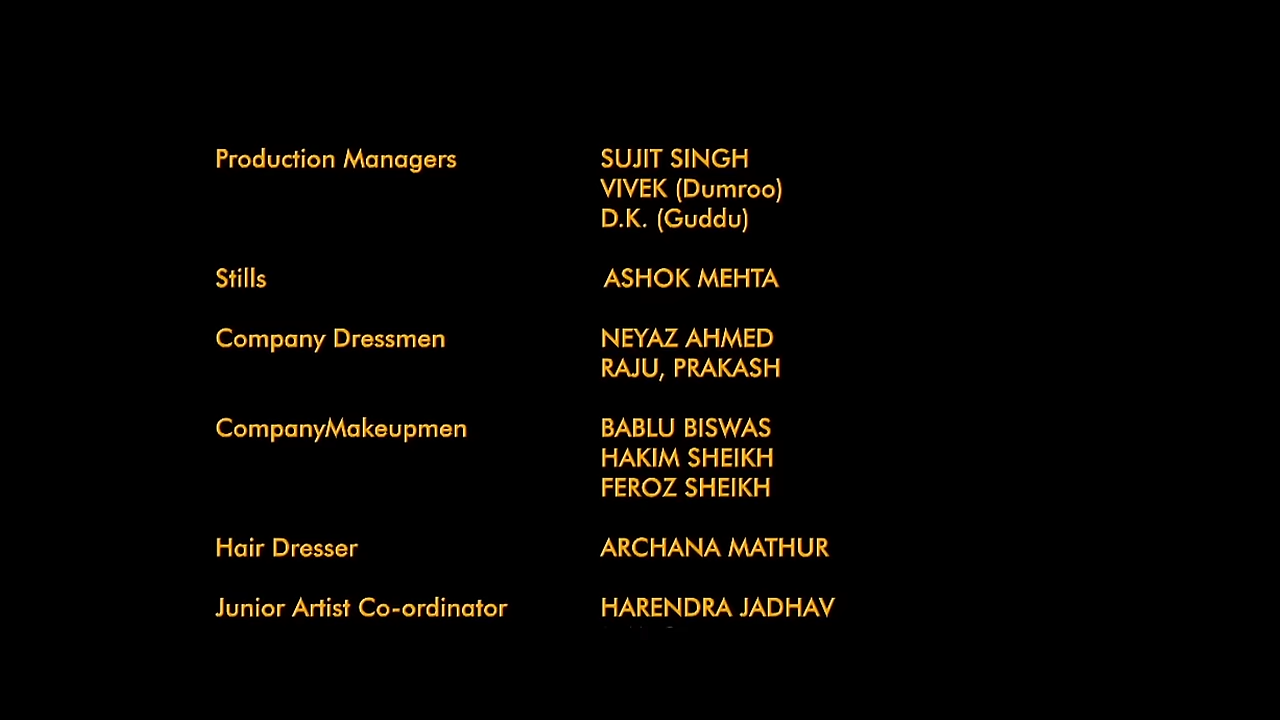 Production Managers SUJIT SINGH
VIVEK (Dumroo)
D.K. (Guddu)
Stills ASHOK MEHTA
Company Dressmen NEYAZ AHMED
RAJU, PRAKASH
CompanyMakeupmen BABLU BISWAS
HAKIM SHEIKH
FEROZ SHEIKH
Hair Dresser ARCHANA MATHUR
Junior Artist Co-ordinator HARENDRA JADHAV